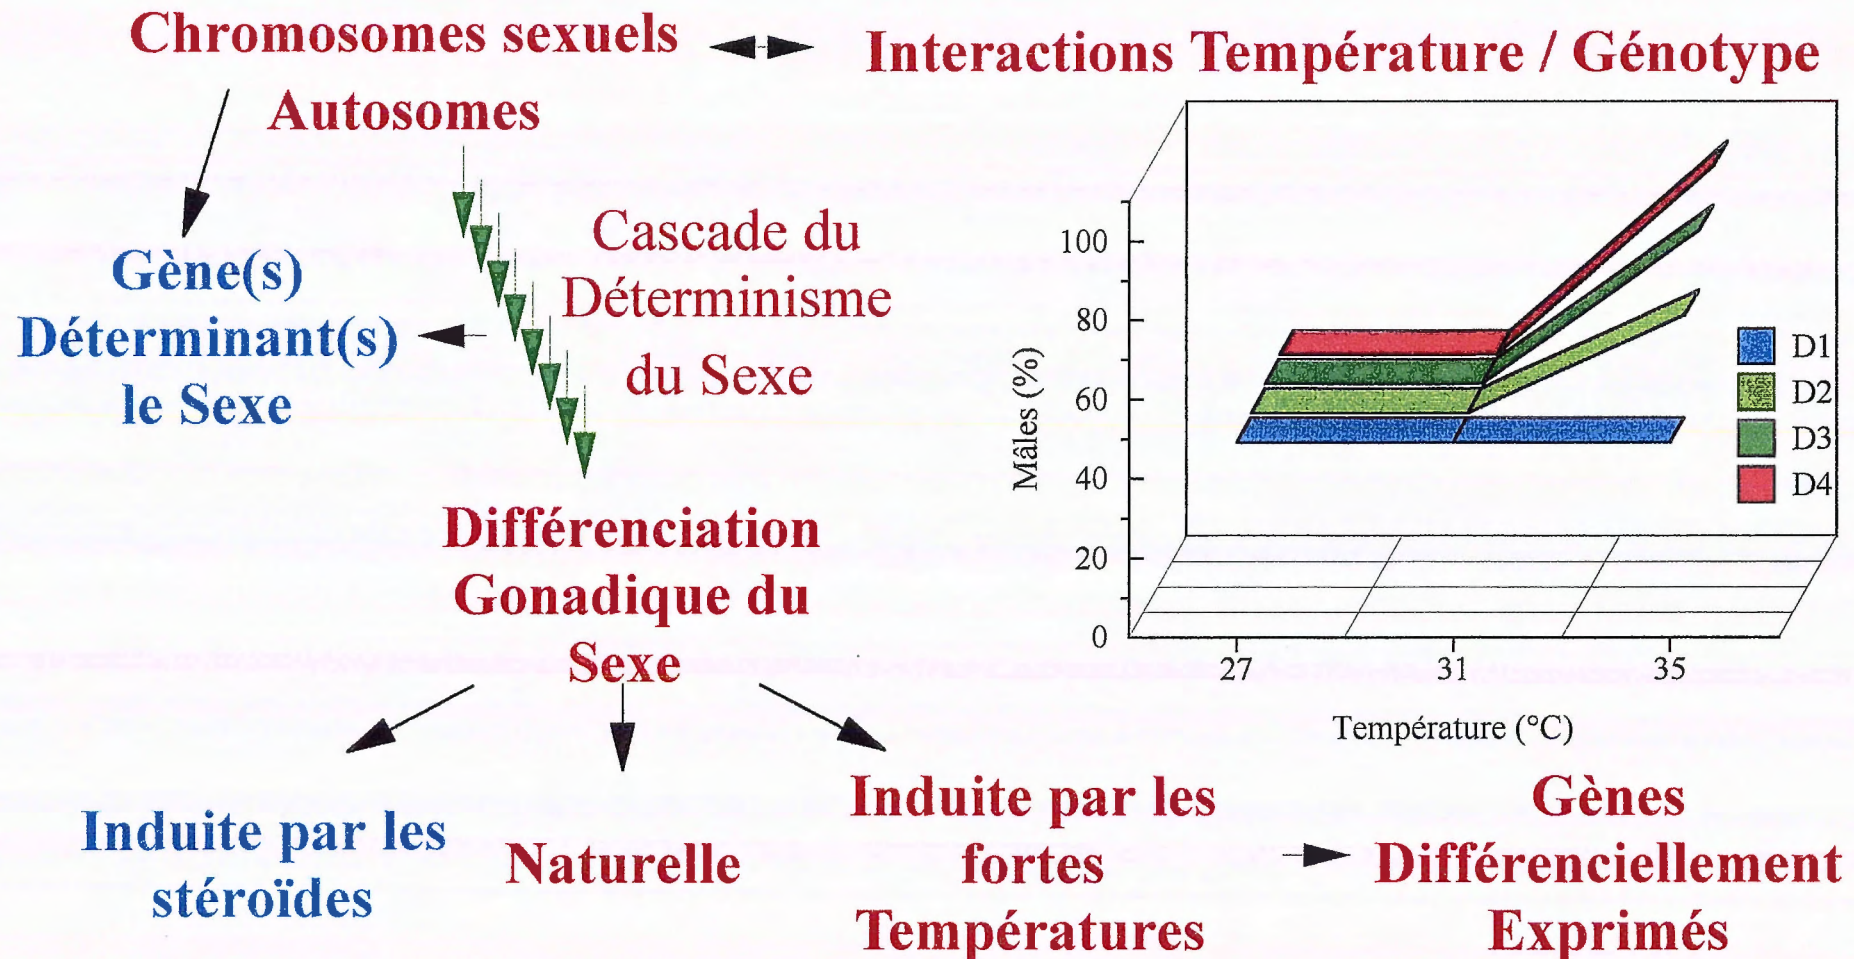 Chromosomes sexuels
Autosomes
Interactions Température / Génotype
Gène(s)
Déterminant(s)
le Sexe
Cascade du
Déterminisme
du Sexe
Mâles (%)
100
80
60
40
20
0
27
31
35
Température (°C)
D1
D2
D3
D4
Différenciation
Gonadique du
Sexe
Induite par les
stéroïdes
Naturelle
Induite par les
fortes
Températures
Gènes
Différenciellement
Exprimés